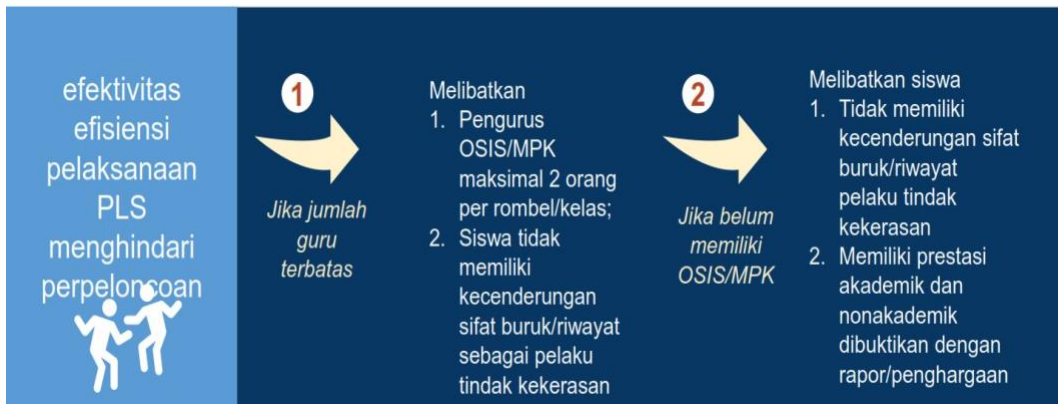 efektivitas
efisiensi
pelaksanaan
PLS
menghindari
perpeloncoan
1
Jika jumlah
guru
terbatas
Melibatkan
1. Pengurus
OSIS/MPK
maksimal 2 orang
per rombel/kelas;
2. Siswa tidak
memiliki
kecenderungan
sifat buruk/riwayat
sebagai pelaku
tindak kekerasan
2
Jika belum
memiliki
OSIS/MPK
Melibatkan siswa
1. Tidak memiliki
kecenderungan sifat
buruk/riwayat
pelaku tindak
kekerasan
2. Memiliki prestasi
akademik dan
nonakademik
dibuktikan dengan
rapor/penghargaan